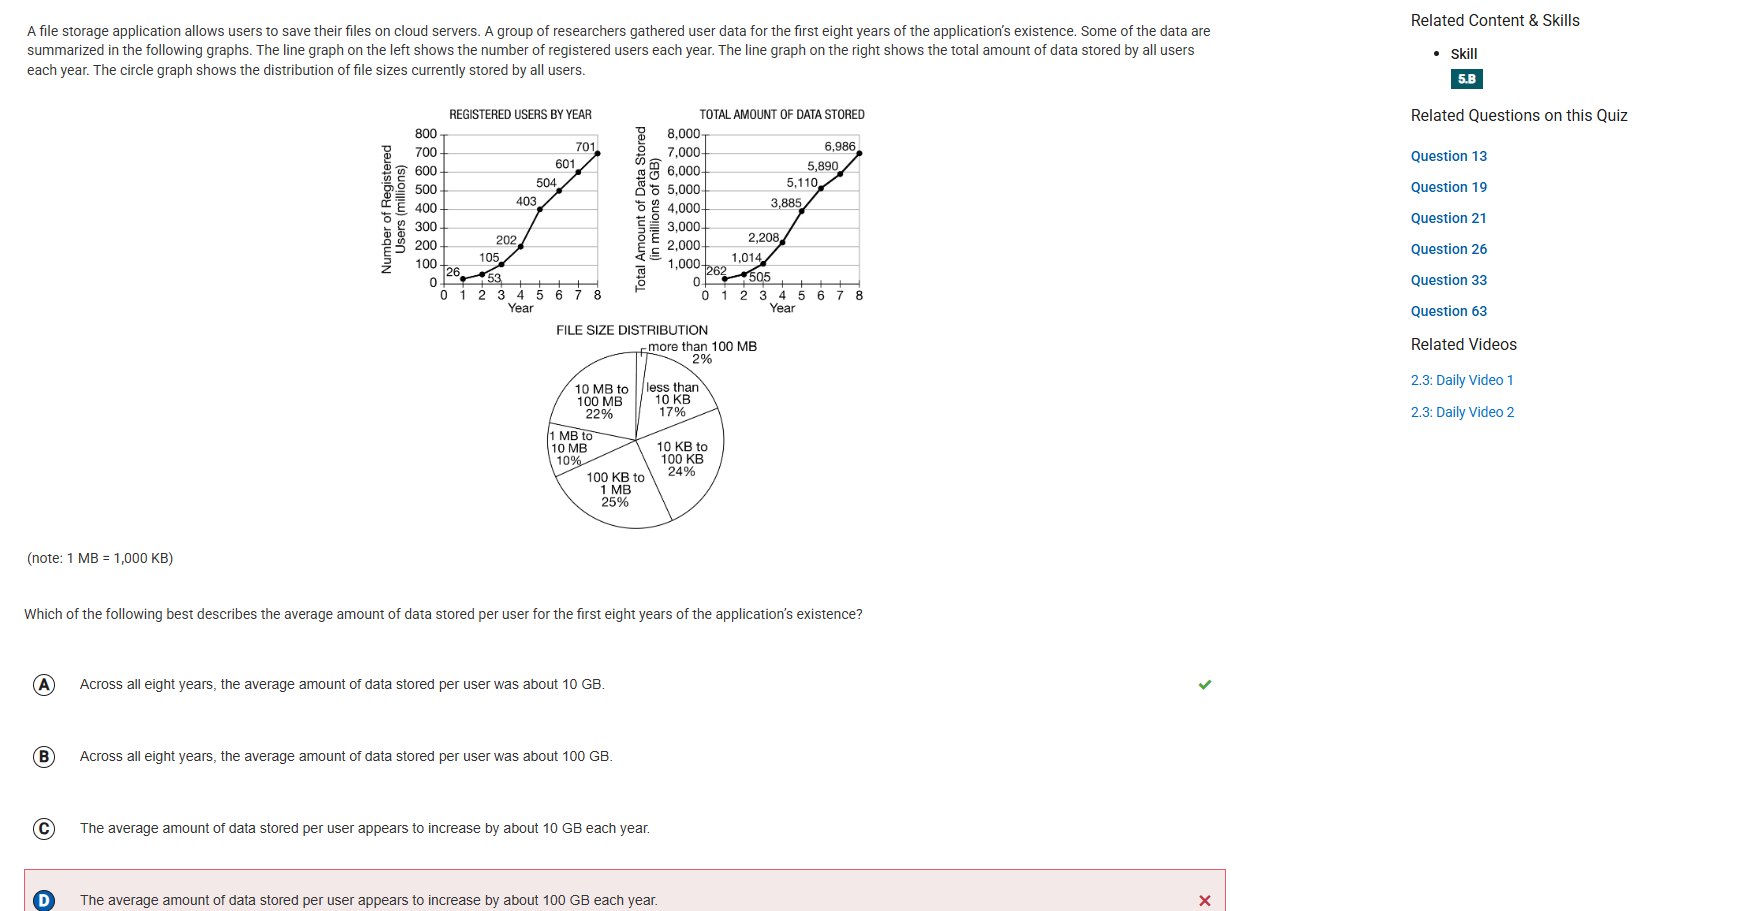 A file storage application allows users to save their files on cloud servers. A group of researchers gathered user data for the first eight years of the application's existence. Some of the data are
summarized in the following graphs. The line graph on the left shows the number of registered users each year. The line graph on the right shows the total amount of data stored by all users
each year. The circle graph shows the distribution of file sizes currently stored by all users.
REGISTERED USERS BY YEAR
Number of Registered
Users (millions)
800
700
600
500
400
300
200
100
0
26
53
105
202
403
504
601
701
0 1 2 3 4 5 6 7 8
Year
TOTAL AMOUNT OF DATA STORED
Total Amount of Data Stored
(in millions of GB)
8,000
7,000
6,000
5,000
4,000
3,000
2,000
1,000
0
262
505
1,014
2,208
3,885
5,110
5,890
6,986
0 1 2 3 4 5 6 7 8
Year
FILE SIZE DISTRIBUTION
more than 100 MB
2%
less than
10 KB
17%
10 KB to
100 KB
24%
100 KB to
1 MB
25%
1 MB to
10 MB
10%
10 MB to
100 MB
22%
(note: 1 MB = 1,000 KB)
Which of the following best describes the average amount of data stored per user for the first eight years of the application's existence?
A Across all eight years, the average amount of data stored per user was about 10 GB.
B Across all eight years, the average amount of data stored per user was about 100 GB.
C The average amount of data stored per user appears to increase by about 10 GB each year.
D The average amount of data stored per user appears to increase by about 100 GB each year.
Related Content & Skills
• Skill
5.B
Related Questions on this Quiz
Question 13
Question 19
Question 21
Question 26
Question 33
Question 63
Related Videos
2.3: Daily Video 1
2.3: Daily Video 2